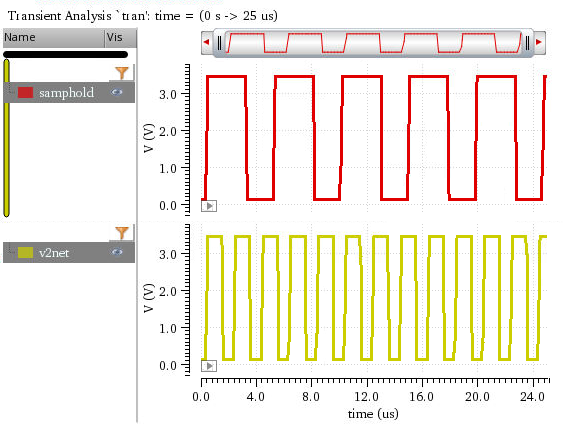 Transient Analysis `tran': time = (0 s -> 25 us)
Name Vis
samphold
V (V)
3.0
2.0
1.0
0.0
v2net
V (V)
3.0
2.0
1.0
0.0
0.0 4.0 8.0 12.0 16.0 20.0 24.0
time (us)